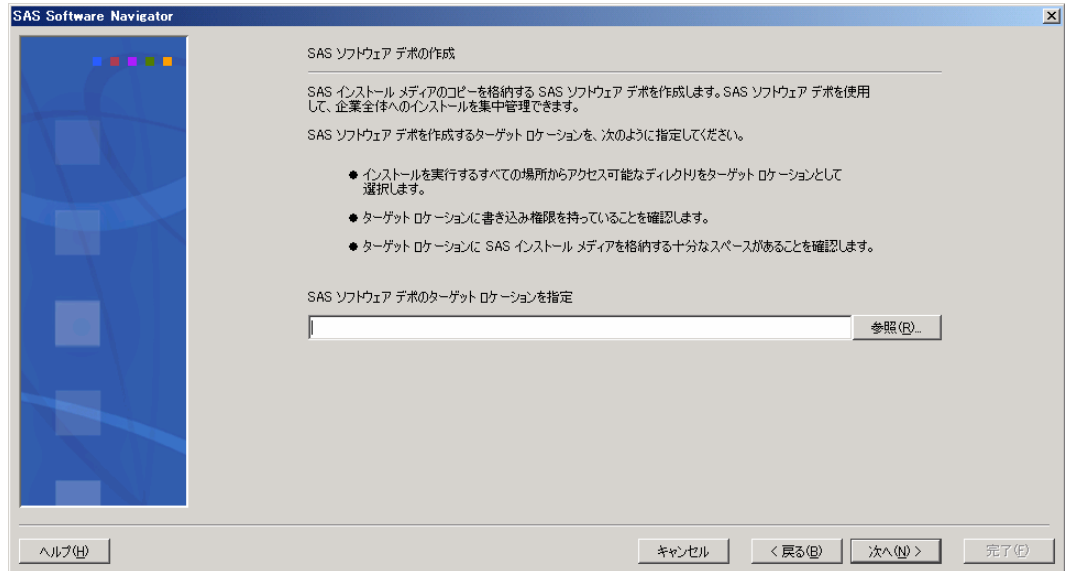 SAS Software Navigator
SAS ソフトウェア デポの作成
SAS インストール メディアのコピーを格納する SAS ソフトウェア デポを作成します。SAS ソフトウェア デポを使用
して、企業全体へのインストールを集中管理できます。
SAS ソフトウェア デポを作成するターゲット ロケーションを、次のように指定してください。
● インストールを実行するすべての場所からアクセス可能なディレクトリをターゲット ロケーションとして
選択します。
● ターゲット ロケーションに書き込み権限を持っていることを確認します。
● ターゲット ロケーションに SAS インストール メディアを格納する十分なスペースがあることを確認します。
SAS ソフトウェア デポのターゲット ロケーションを指定
参照(R)...
ヘルプ(H)
キャンセル
< 戻る(B)
次へ(N) >
完了(F)